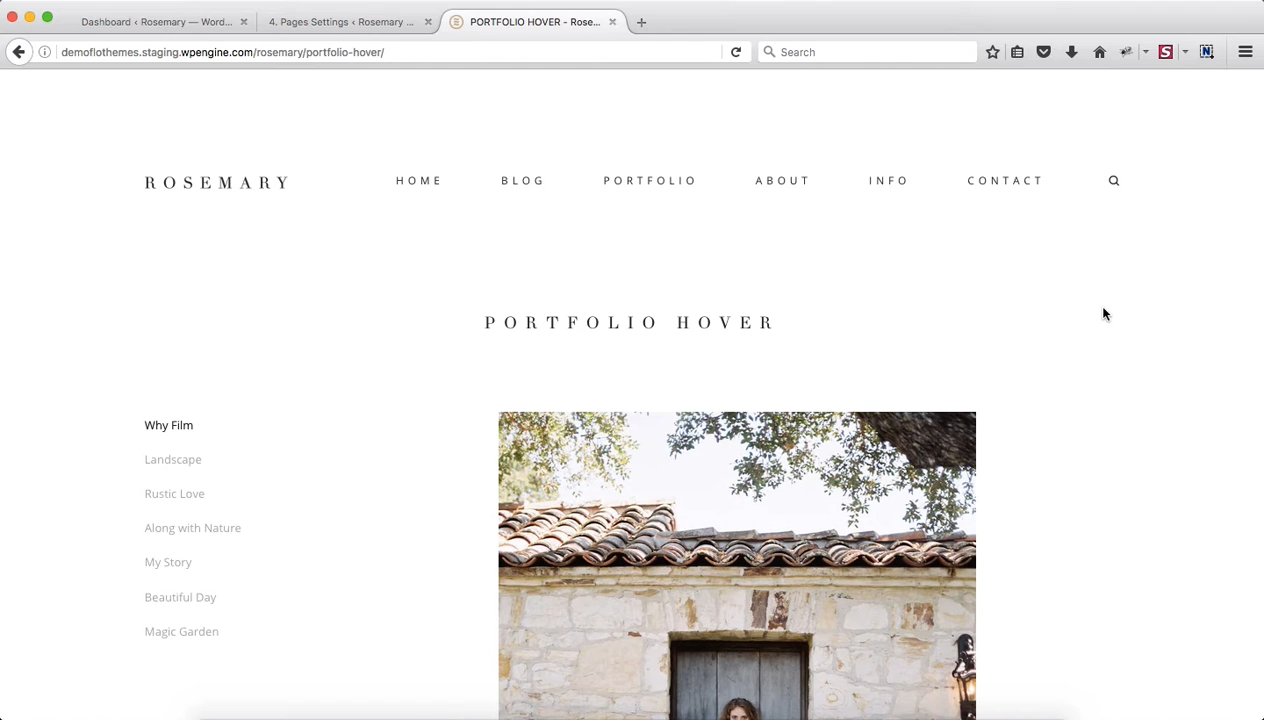 Dashboard ‹ Rosemary — Word...
4. Pages Settings ‹ Rosemary ...
PORTFOLIO HOVER - Rose...
demoflothemes.staging.wpengine.com/rosemary/portfolio-hover/
Search
S
N
ROSEMARY
HOME
BLOG
PORTFOLIO
ABOUT
INFO
CONTACT
PORTFOLIO HOVER
Why Film
Landscape
Rustic Love
Along with Nature
My Story
Beautiful Day
Magic Garden